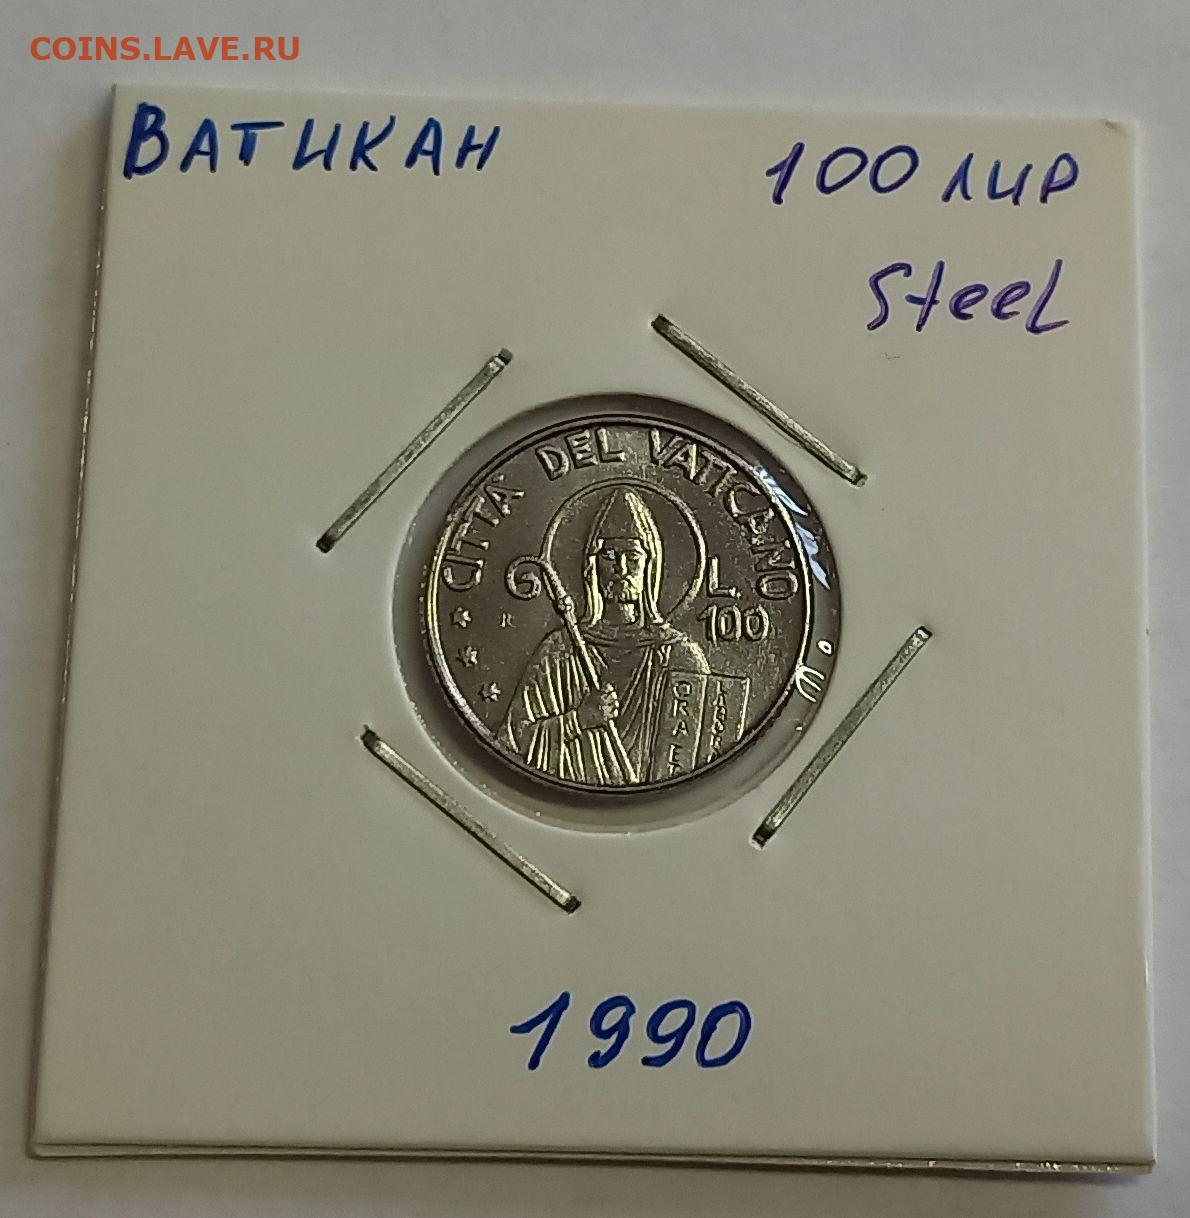 COINS.LAVE.RU
ВАТИКАН
100 ЛИР
Steel
CITTA' DEL VATICANO
L
100
R
ORA ET
LABORA
1990